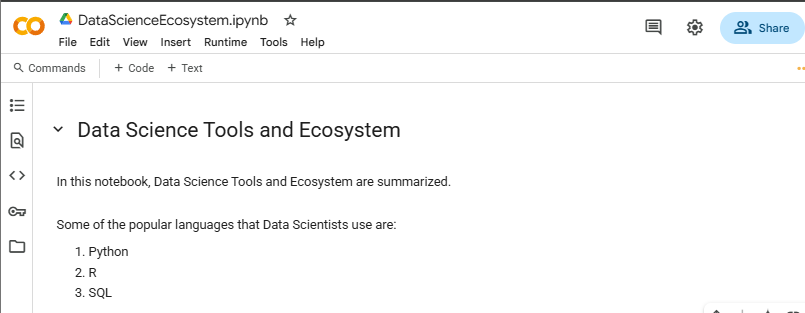 DataScienceEcosystem.ipynb
File Edit View Insert Runtime Tools Help
Share
Commands + Code + Text
Data Science Tools and Ecosystem
In this notebook, Data Science Tools and Ecosystem are summarized.
Some of the popular languages that Data Scientists use are:
1. Python
2. R
3. SQL